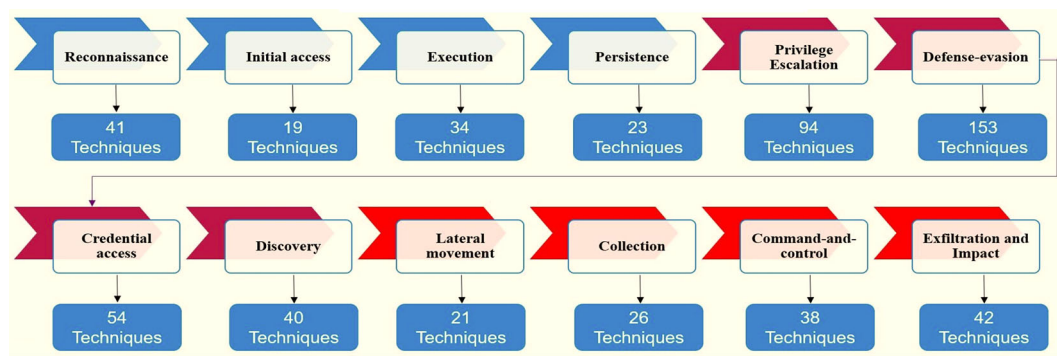 Reconnaissance
Initial access
Execution
Persistence
Privilege
Escalation
Defense-evasion
41
Techniques
19
Techniques
34
Techniques
23
Techniques
94
Techniques
153
Techniques
Credential
access
Discovery
Lateral
movement
Collection
Command-and-
control
Exfiltration and
Impact
54
Techniques
40
Techniques
21
Techniques
26
Techniques
38
Techniques
42
Techniques